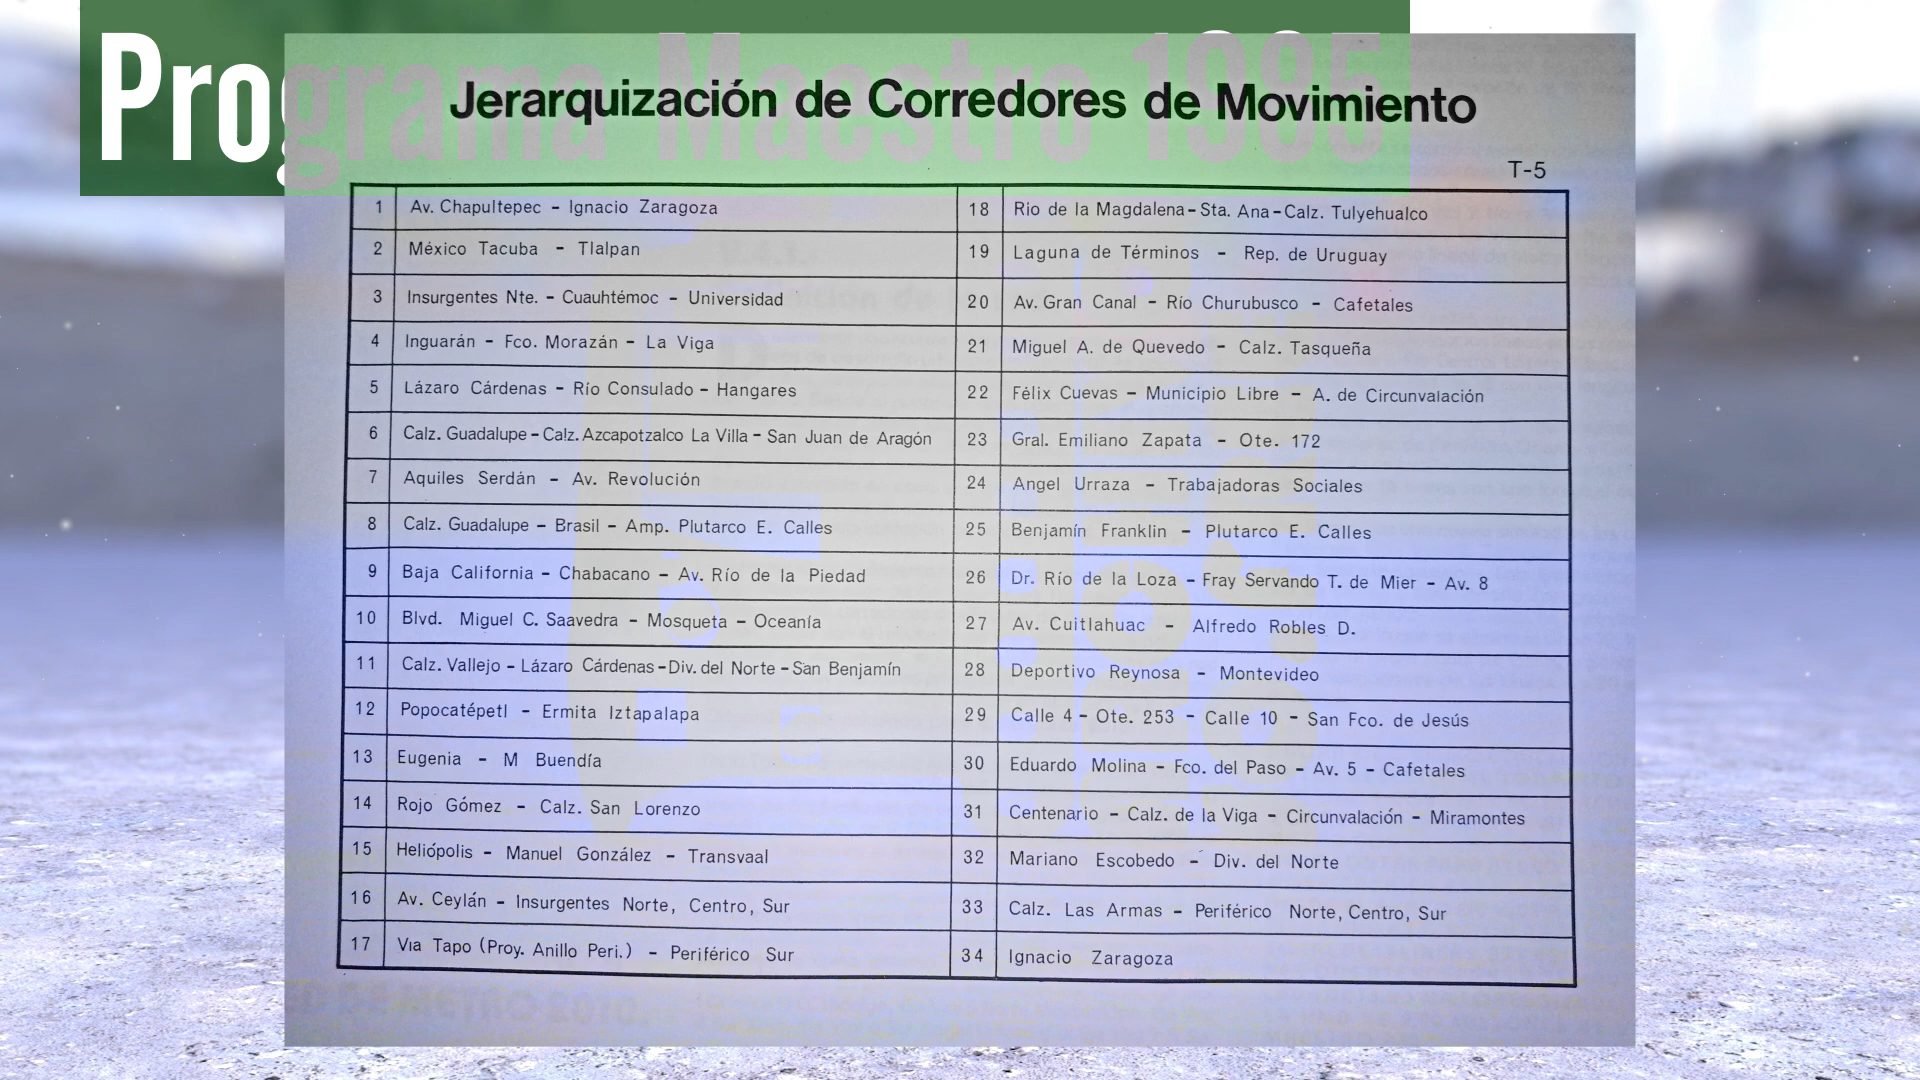 Programa Maestro 1985
Jerarquización de Corredores de Movimiento
T-5
1 Av. Chapultepec - Ignacio Zaragoza
2 México Tacuba - Tlalpan
3 Insurgentes Nte. - Cuauhtémoc - Universidad
4 Inguarán - Fco. Morazán - La Viga
5 Lázaro Cárdenas - Río Consulado - Hangares
6 Calz. Guadalupe - Calz. Azcapotzalco La Villa - San Juan de Aragón
7 Aquiles Serdán - Av. Revolución
8 Calz. Guadalupe - Brasil - Amp. Plutarco E. Calles
9 Baja California - Chabacano - Av. Río de la Piedad
10 Blvd. Miguel C. Saavedra - Mosqueta - Oceanía
11 Calz. Vallejo - Lázaro Cárdenas - Div. del Norte - San Benjamín
12 Popocatépetl - Ermita Iztapalapa
13 Eugenia - M Buendía
14 Rojo Gómez - Calz. San Lorenzo
15 Heliópolis - Manuel González - Transvaal
16 Av. Ceylán - Insurgentes Norte, Centro, Sur
17 Via Tapo (Proy. Anillo Peri.) - Periférico Sur
18 Rio de la Magdalena - Sta. Ana - Calz. Tulyehualco
19 Laguna de Términos - Rep. de Uruguay
20 Av. Gran Canal - Río Churubusco - Cafetales
21 Miguel A. de Quevedo - Calz. Tasqueña
22 Félix Cuevas - Municipio Libre - A. de Circunvalación
23 Gral. Emiliano Zapata - Ote. 172
24 Angel Urraza - Trabajadoras Sociales
25 Benjamín Franklin - Plutarco E. Calles
26 Dr. Río de la Loza - Fray Servando T. de Mier - Av. 8
27 Av. Cuitlahuac - Alfredo Robles D.
28 Deportivo Reynosa - Montevideo
29 Calle 4 - Ote. 253 - Calle 10 - San Fco. de Jesús
30 Eduardo Molina - Fco. del Paso - Av. 5 - Cafetales
31 Centenario - Calz. de la Viga - Circunvalación - Miramontes
32 Mariano Escobedo - Div. del Norte
33 Calz. Las Armas - Periférico Norte, Centro, Sur
34 Ignacio Zaragoza